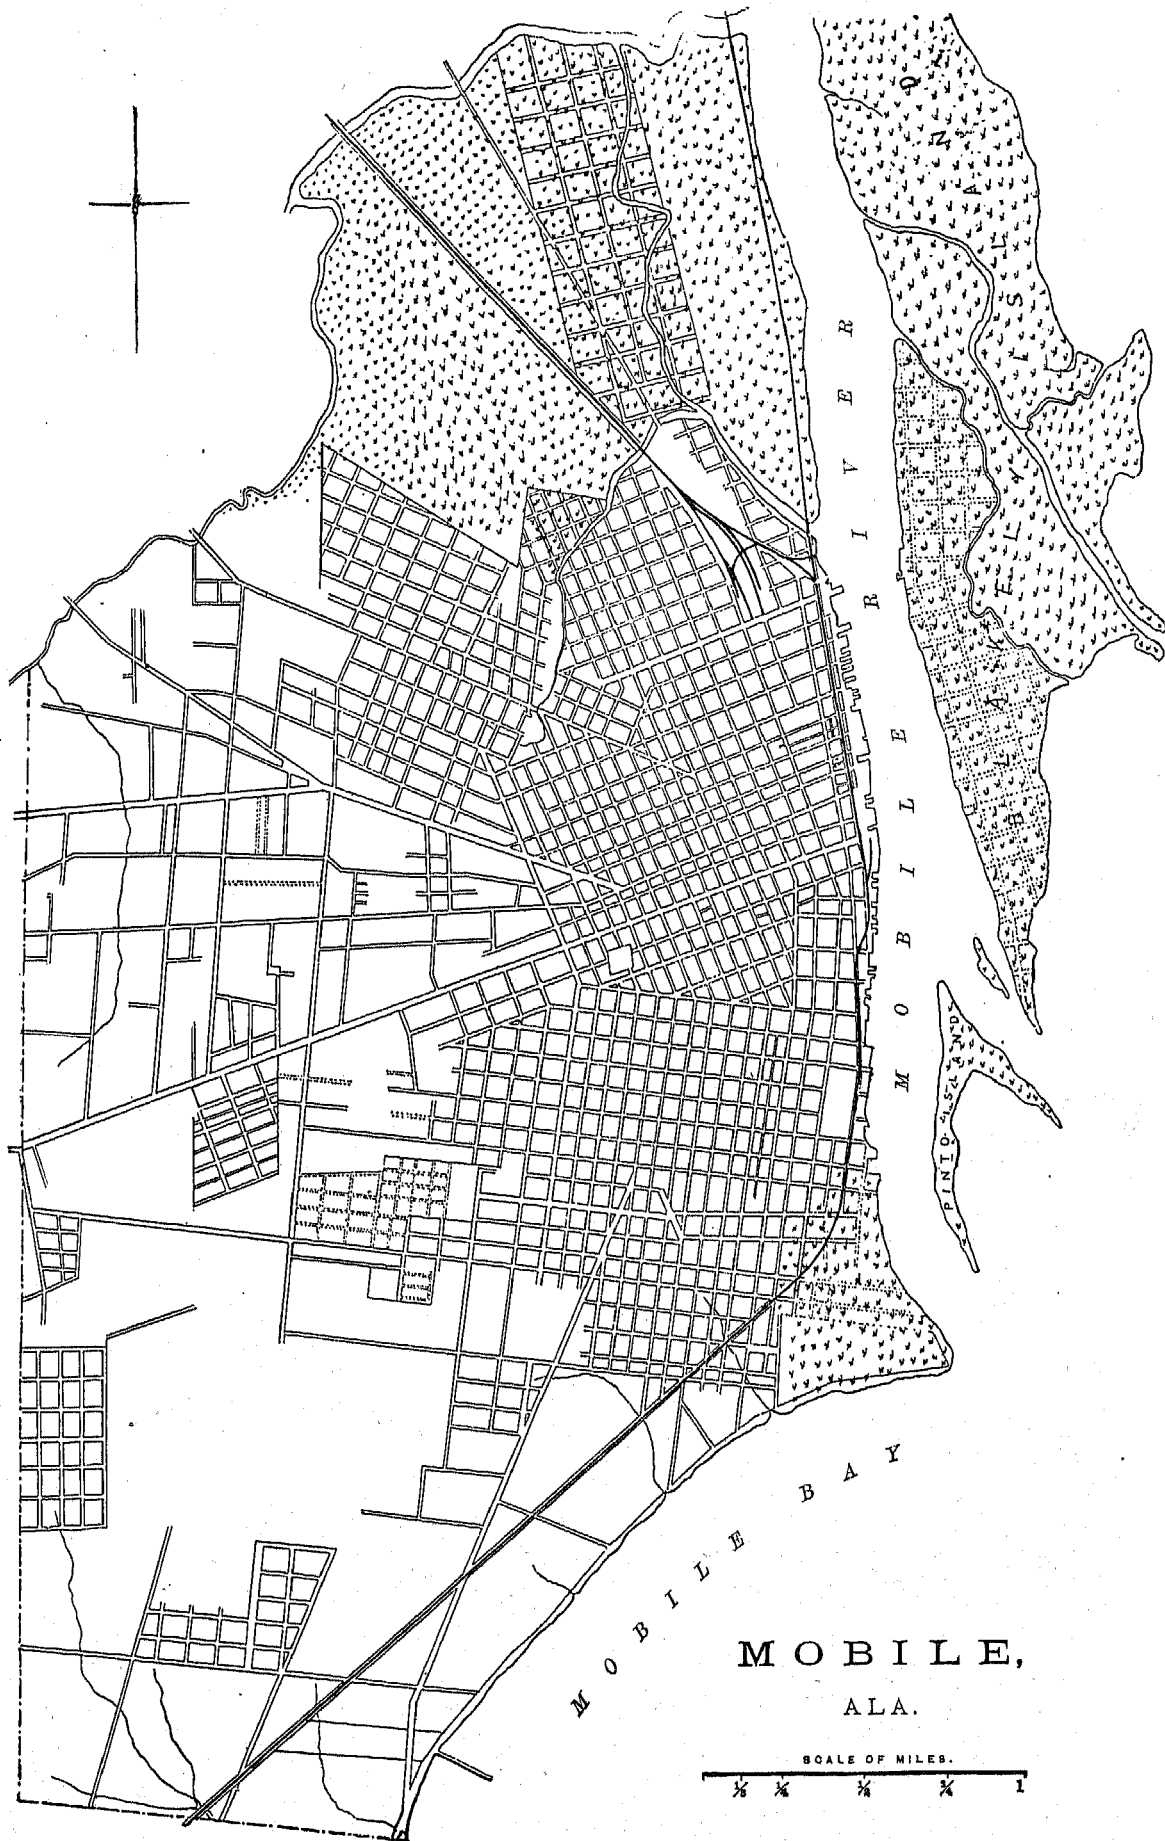 BLAKELY ISLAND
MOBILE RIVER
PINTO ISLAND
MOBILE BAY
MOBILE,
ALA.
SCALE OF MILES.
⅛ ¼ ½ ¾ 1